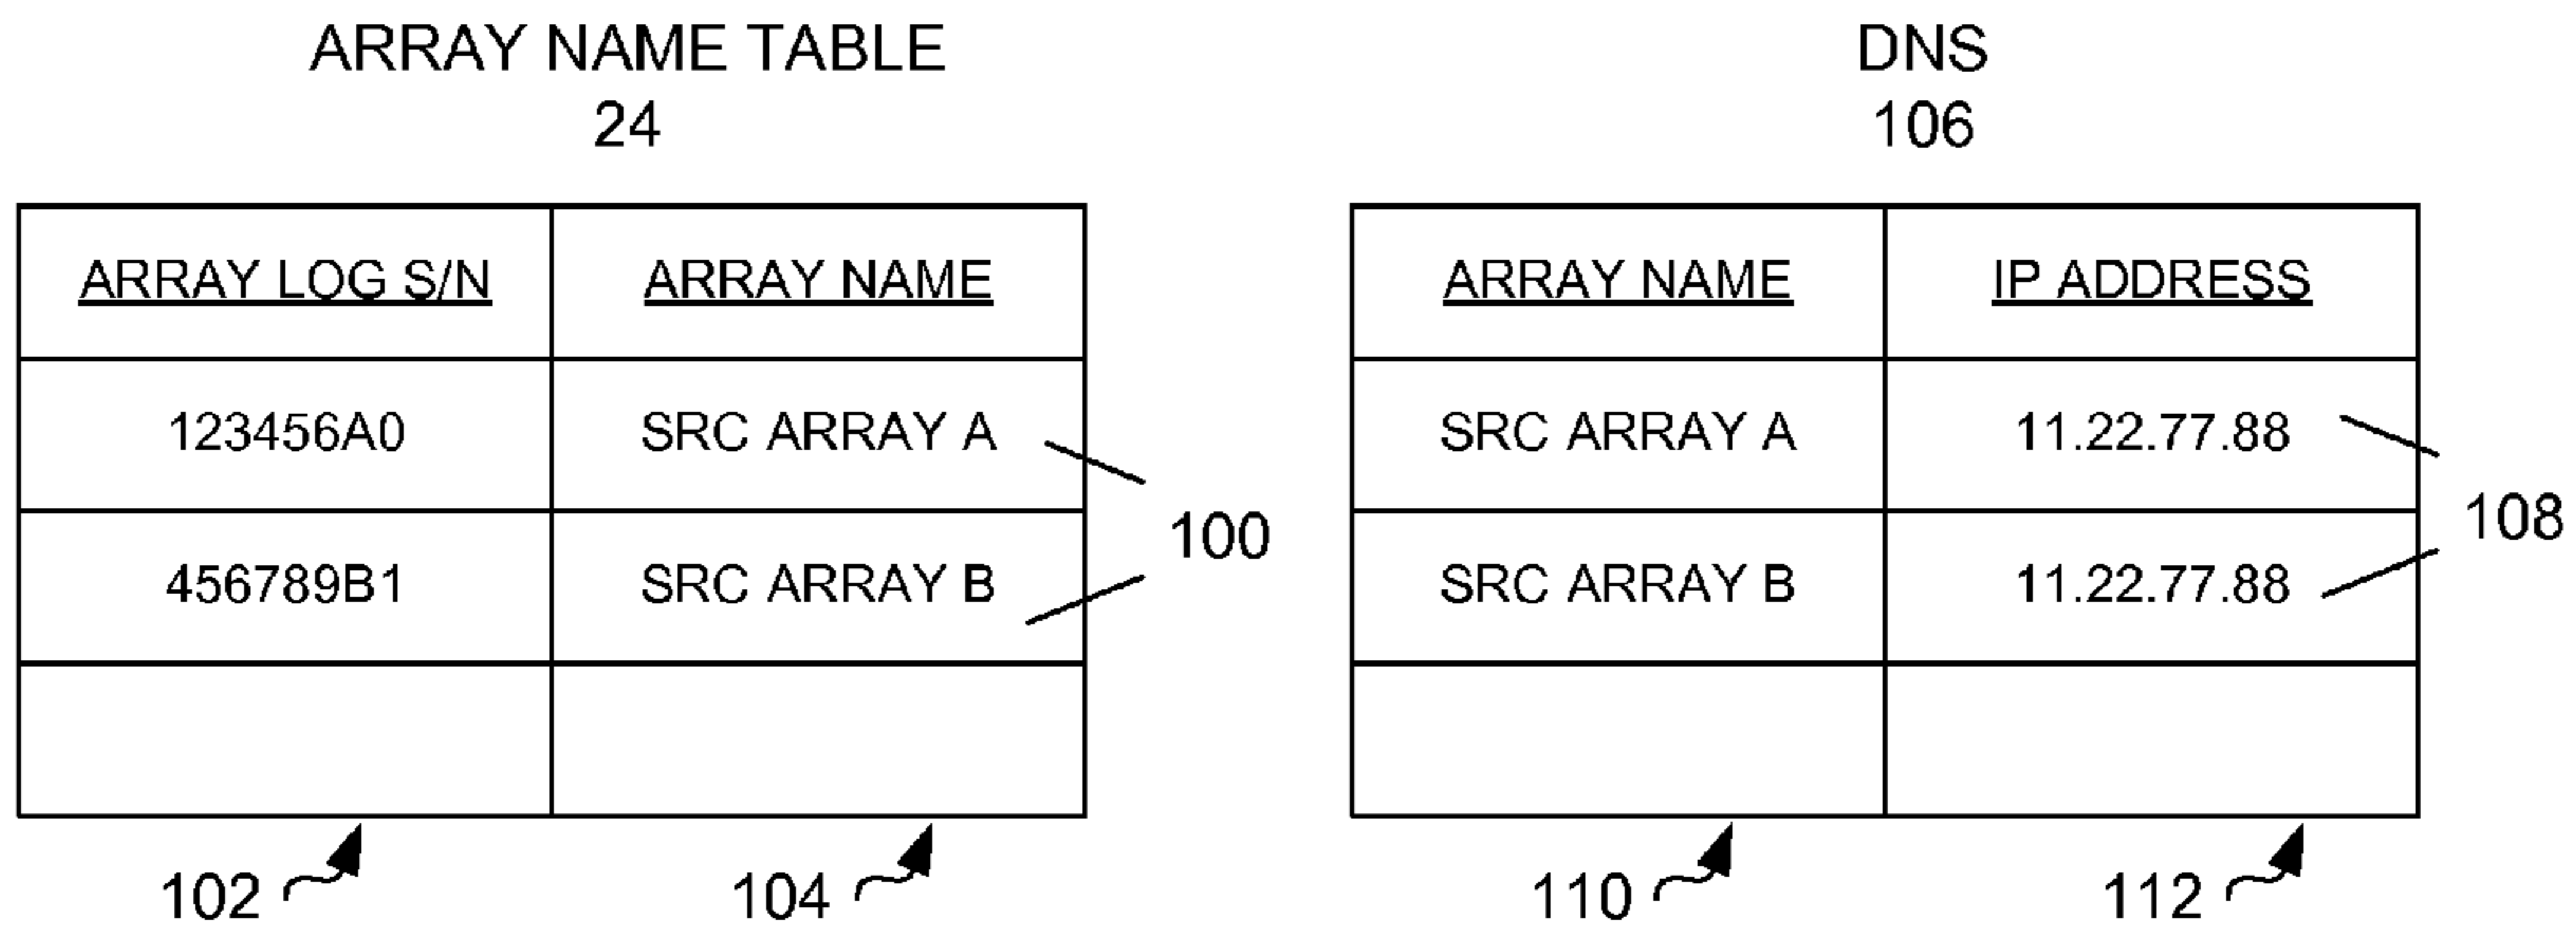 ARRAY NAME TABLE
24
ARRAY LOG S/N ARRAY NAME
123456A0 SRC ARRAY A
456789B1 SRC ARRAY B
100
102 104
DNS
106
ARRAY NAME IP ADDRESS
SRC ARRAY A 11.22.77.88
SRC ARRAY B 11.22.77.88
108
110 112